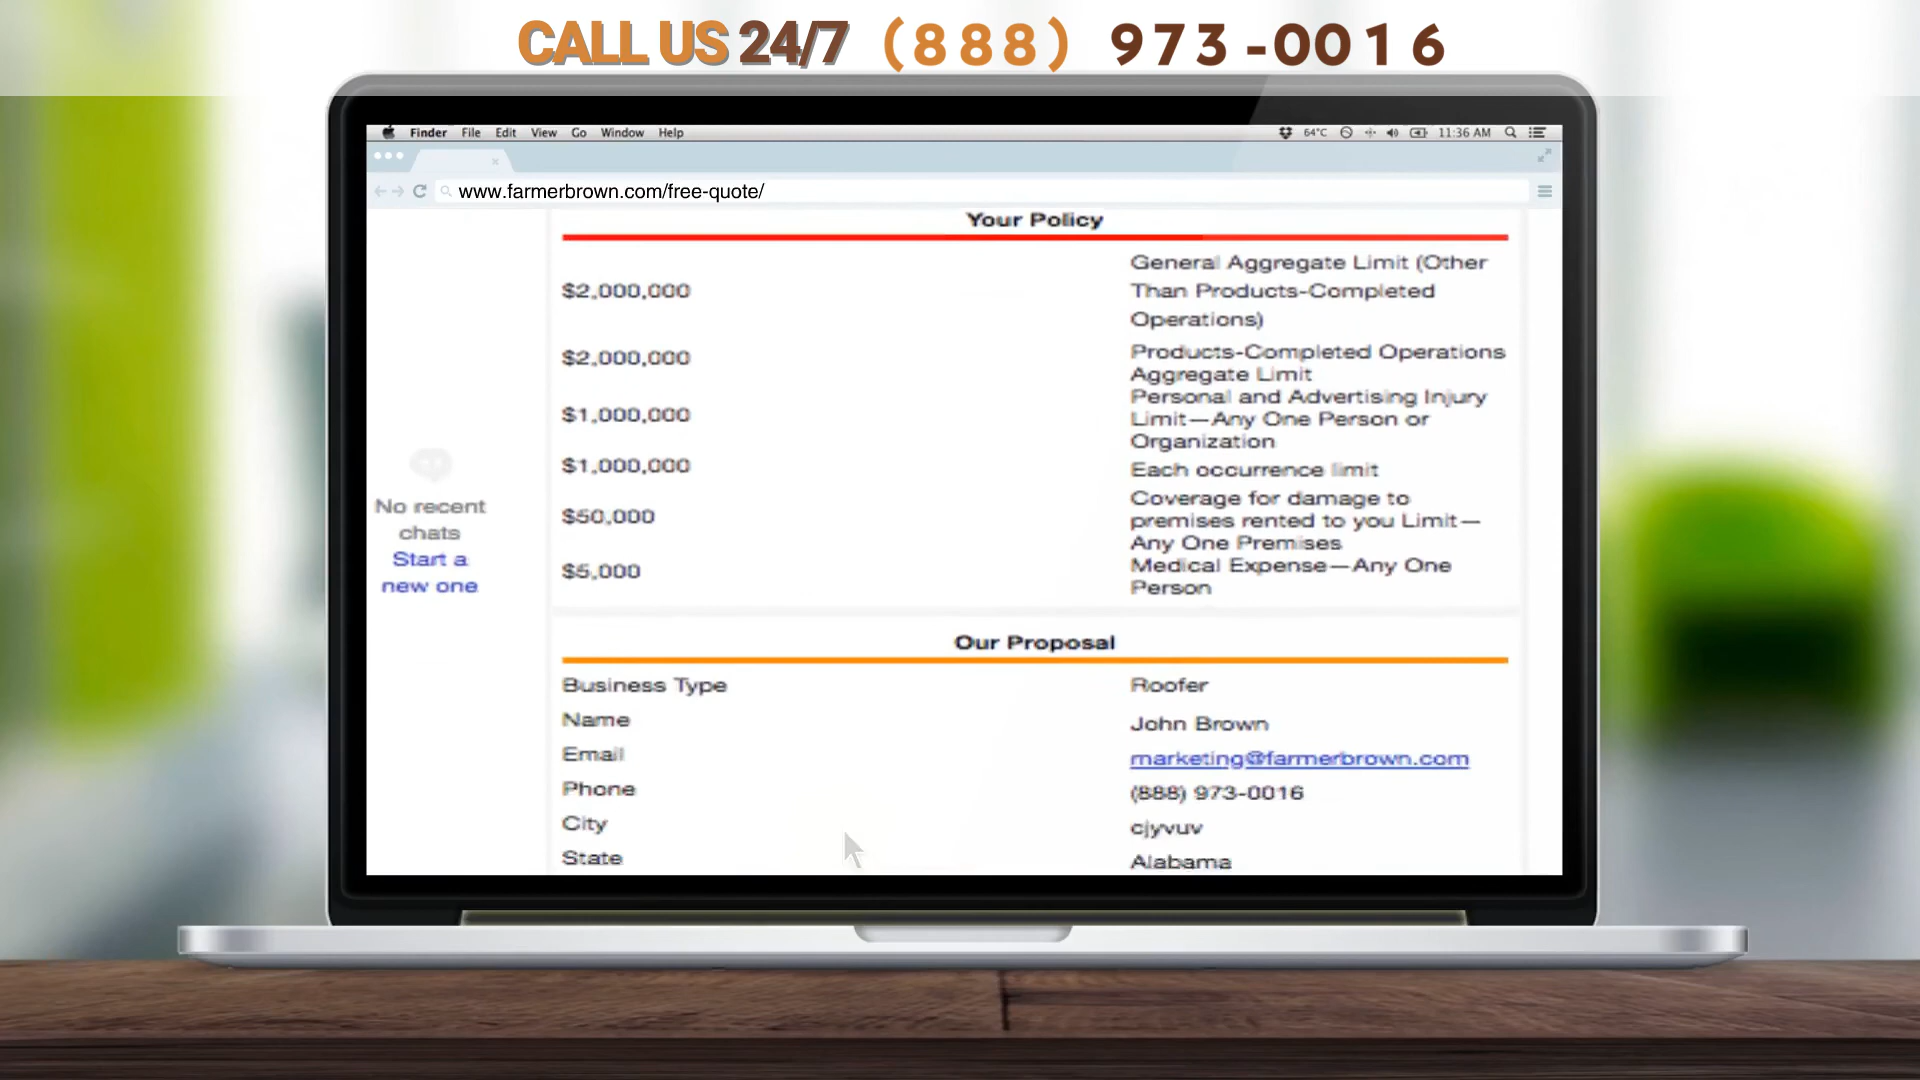 CALL US 24/7 (888) 973-0016
Finder File Edit View Go Window Help 64°C 11:36 AM
www.farmerbrown.com/free-quote/
Your Policy
$2,000,000
General Aggregate Limit (Other
Than Products-Completed
Operations)
$2,000,000
Products-Completed Operations
Aggregate Limit
$1,000,000
Personal and Advertising Injury
Limit—Any One Person or
Organization
$1,000,000
Each occurrence limit
$50,000
Coverage for damage to
premises rented to you Limit—
Any One Premises
$5,000
Medical Expense—Any One
Person
No recent
chats
Start a
new one
Our Proposal
Business Type Roofer
Name John Brown
Email marketing@farmerbrown.com
Phone (888) 973-0016
City cjyvuv
State Alabama